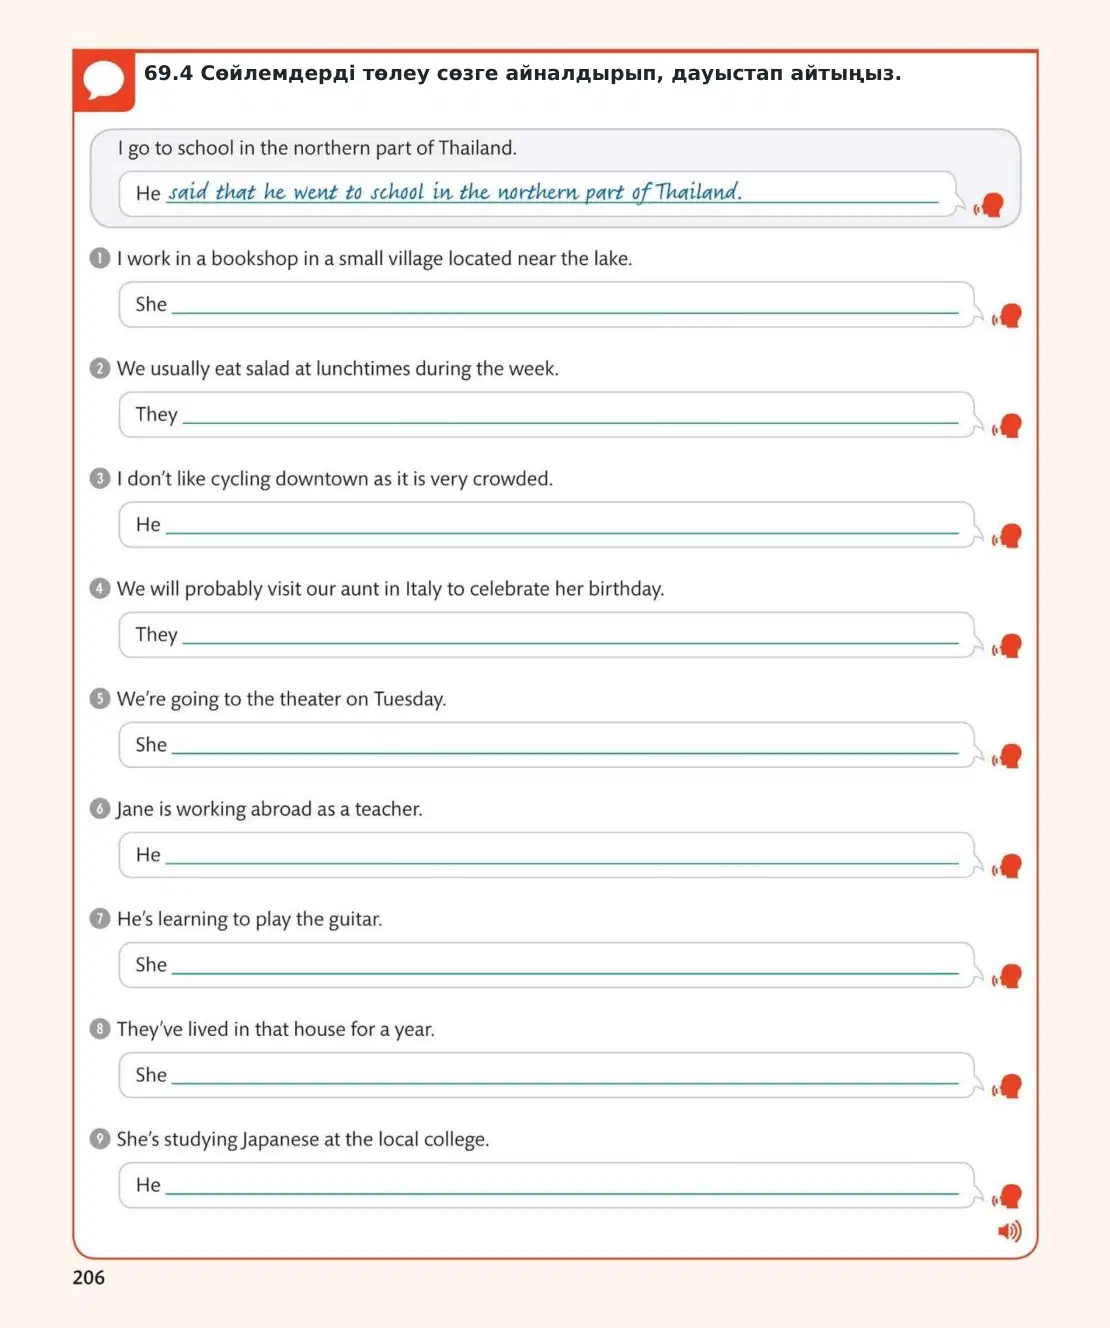 69.4 Сөйлемдерді төлеу сөзге айналдырып, дауыстап айтыңыз.
I go to school in the northern part of Thailand.
He said that he went to school in the northern part of Thailand.
1 I work in a bookshop in a small village located near the lake.
She
2 We usually eat salad at lunchtimes during the week.
They
3 I don't like cycling downtown as it is very crowded.
He
4 We will probably visit our aunt in Italy to celebrate her birthday.
They
5 We're going to the theater on Tuesday.
She
6 Jane is working abroad as a teacher.
He
7 He's learning to play the guitar.
She
8 They've lived in that house for a year.
She
9 She's studying Japanese at the local college.
He
206